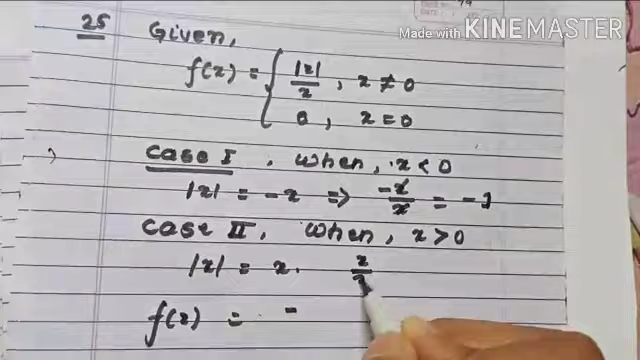 Made with KINEMASTER
25 Given,
f(x) = { |x|/x , x ≠ 0
0 , x = 0
Case I, when, x < 0
|x| = -x => -x/x = -1
Case II, when, x > 0
|x| = x. x/
f(x) = -